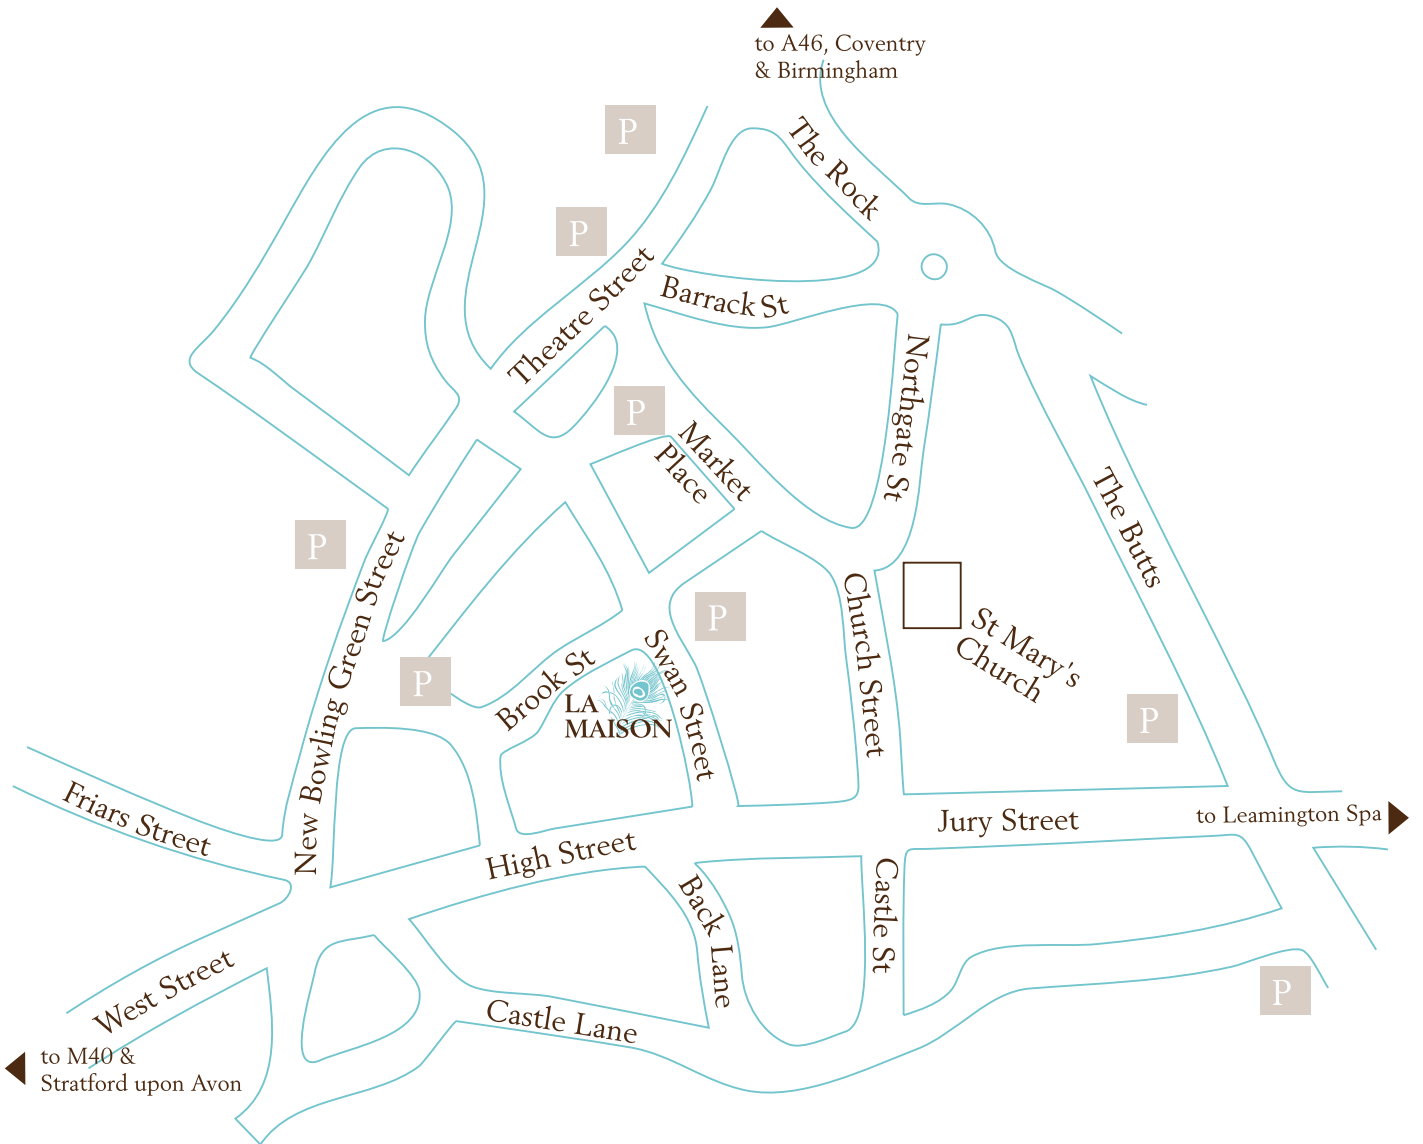 to A46, Coventry
& Birmingham
P
The Rock
P
Theatre Street
Barrack St
Northgate St
P
Market
Place
The Butts
P
New Bowling Green Street
P
Church Street
St Mary's
Church
Swan Street
P
Brook St
LA
MAISON
P
Friars Street
Jury Street
to Leamington Spa
High Street
Back Lane
Castle St
West Street
P
Castle Lane
to M40 &
Stratford upon Avon